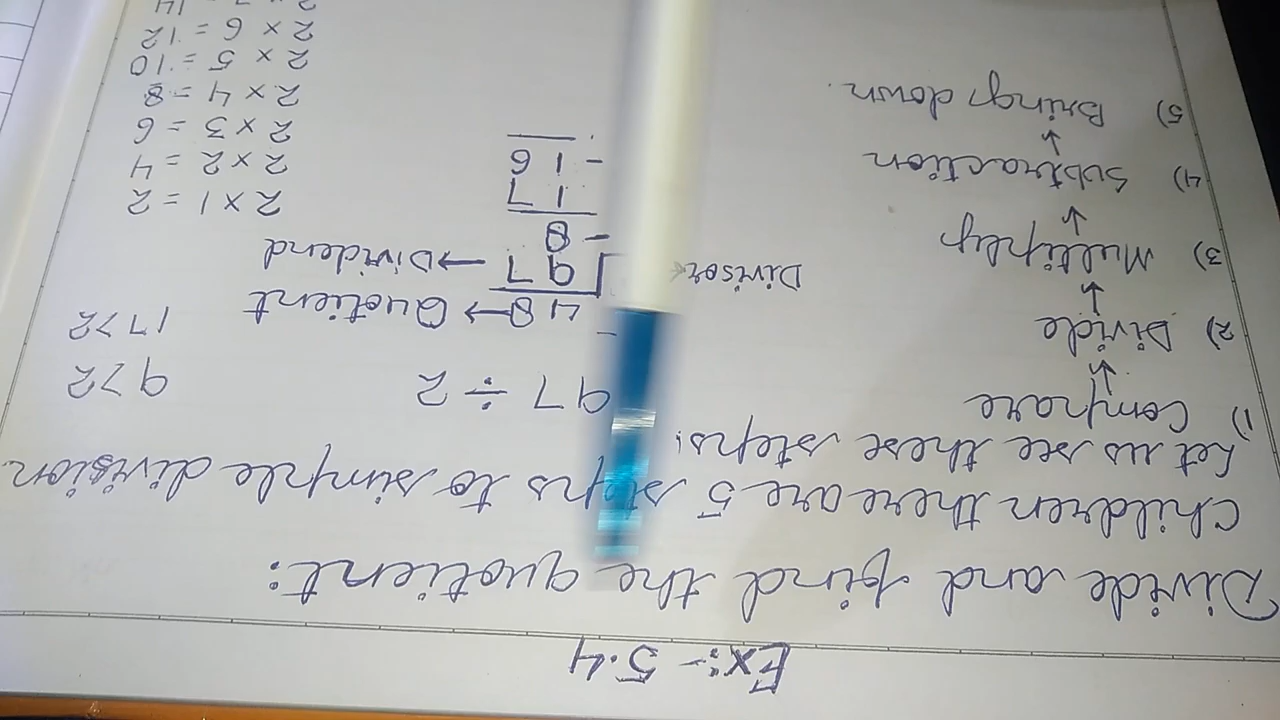 Ex:- 5.4
Divide and find the quotient:
Children there are 5 steps to simple division.
Let us see these steps.
1) Compare
↓
2) Divide
↓
3) Multiply
↓
4) Subtraction
↓
5) Bring down.
97 ÷ 2
48 → Quotient
Divisor
97 → Dividend
- 8
17
- 16
9>2
17>2
2 × 1 = 2
2 × 2 = 4
2 × 3 = 6
2 × 4 = 8
2 × 5 = 10
2 × 6 = 12